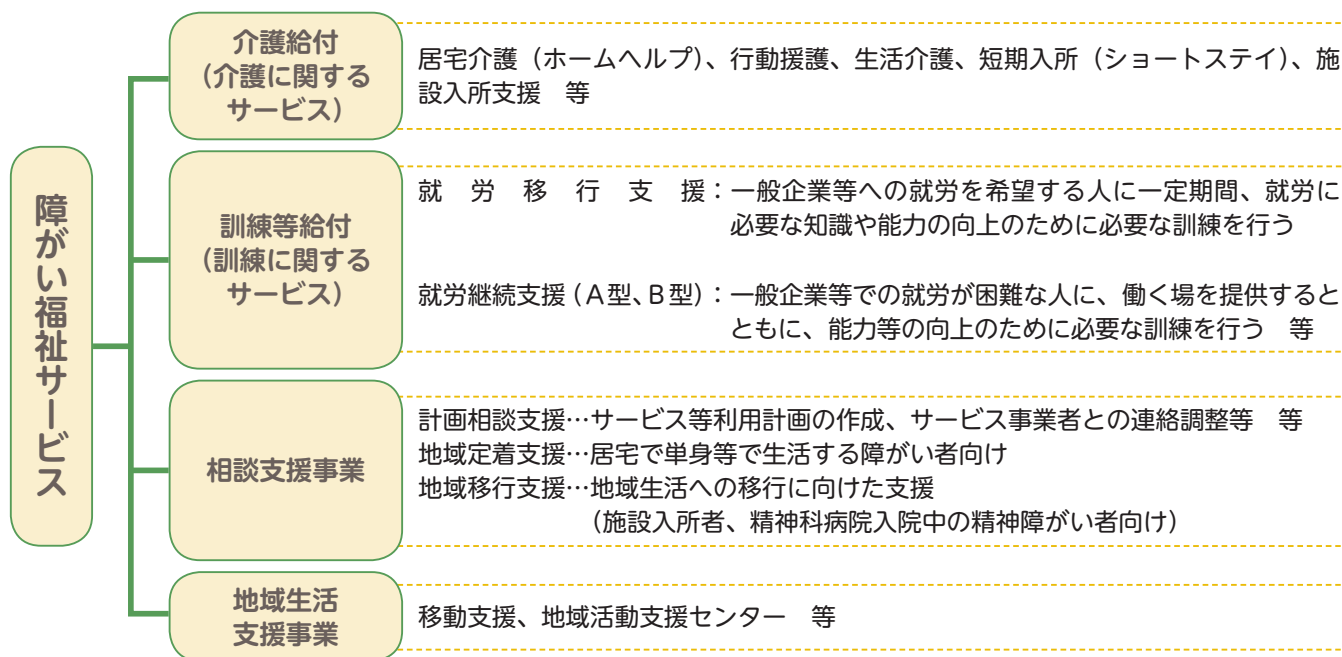 障がい福祉サービス
介護給付
（介護に関する
サービス）
居宅介護（ホームヘルプ）、行動援護、生活介護、短期入所（ショートステイ）、施
設入所支援　等
訓練等給付
（訓練に関する
サービス）
就労移行支援：一般企業等への就労を希望する人に一定期間、就労に
必要な知識や能力の向上のために必要な訓練を行う
就労継続支援（A型、B型）：一般企業等での就労が困難な人に、働く場を提供すると
ともに、能力等の向上のために必要な訓練を行う　等
相談支援事業
計画相談支援…サービス等利用計画の作成、サービス事業者との連絡調整等　等
地域定着支援…居宅で単身等で生活する障がい者向け
地域移行支援…地域生活への移行に向けた支援
（施設入所者、精神科病院入院中の精神障がい者向け）
地域生活
支援事業
移動支援、地域活動支援センター　等